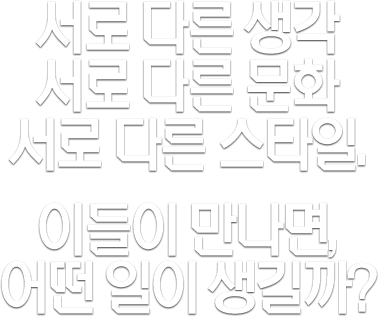 서로 다른 생각
서로 다른 문화
서로 다른 스타일,
이들이 만나면,
어떤 일이 생길까?